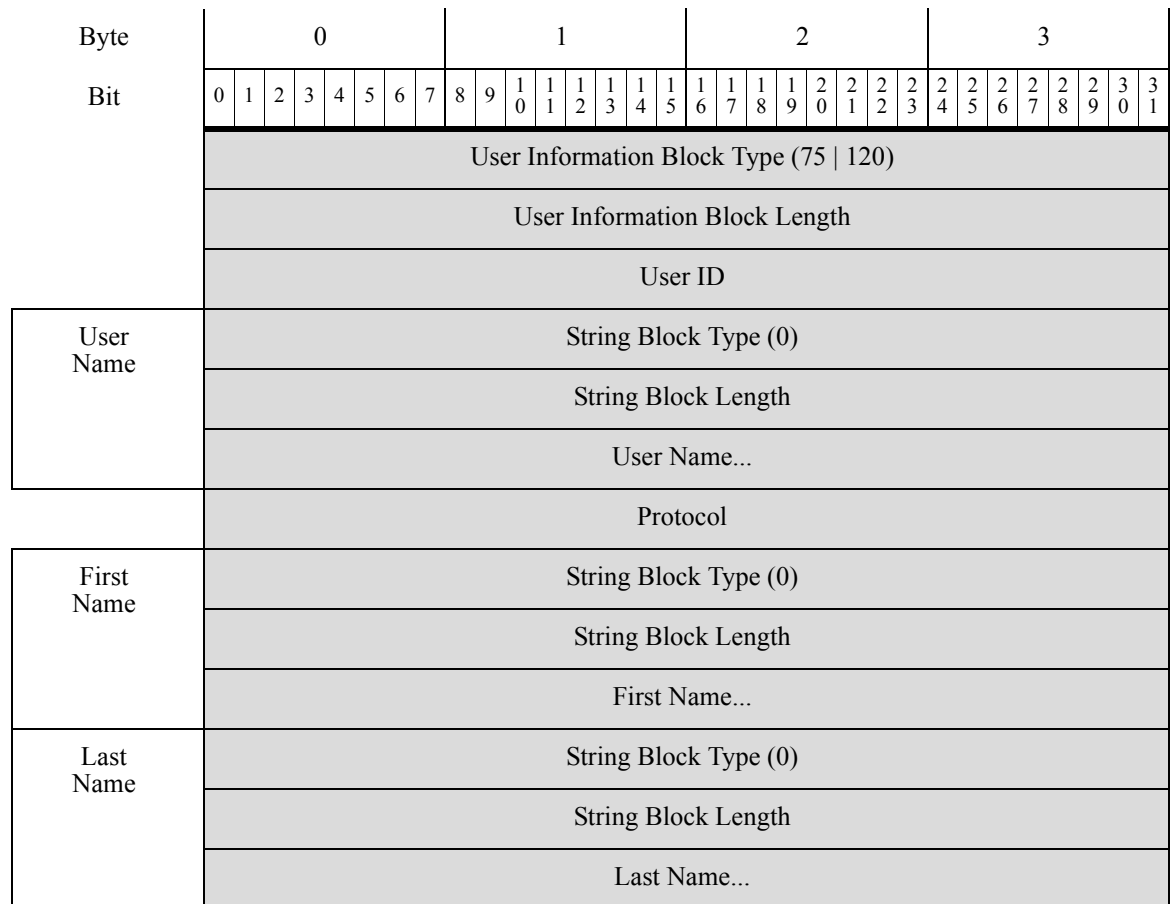 Byte 0 1 2 3
Bit 0 1 2 3 4 5 6 7 8 9 10 11 12 13 14 15 16 17 18 19 20 21 22 23 24 25 26 27 28 29 30 31
User Information Block Type (75 | 120)
User Information Block Length
User ID
User
Name
String Block Type (0)
String Block Length
User Name...
Protocol
First
Name
String Block Type (0)
String Block Length
First Name...
Last
Name
String Block Type (0)
String Block Length
Last Name...